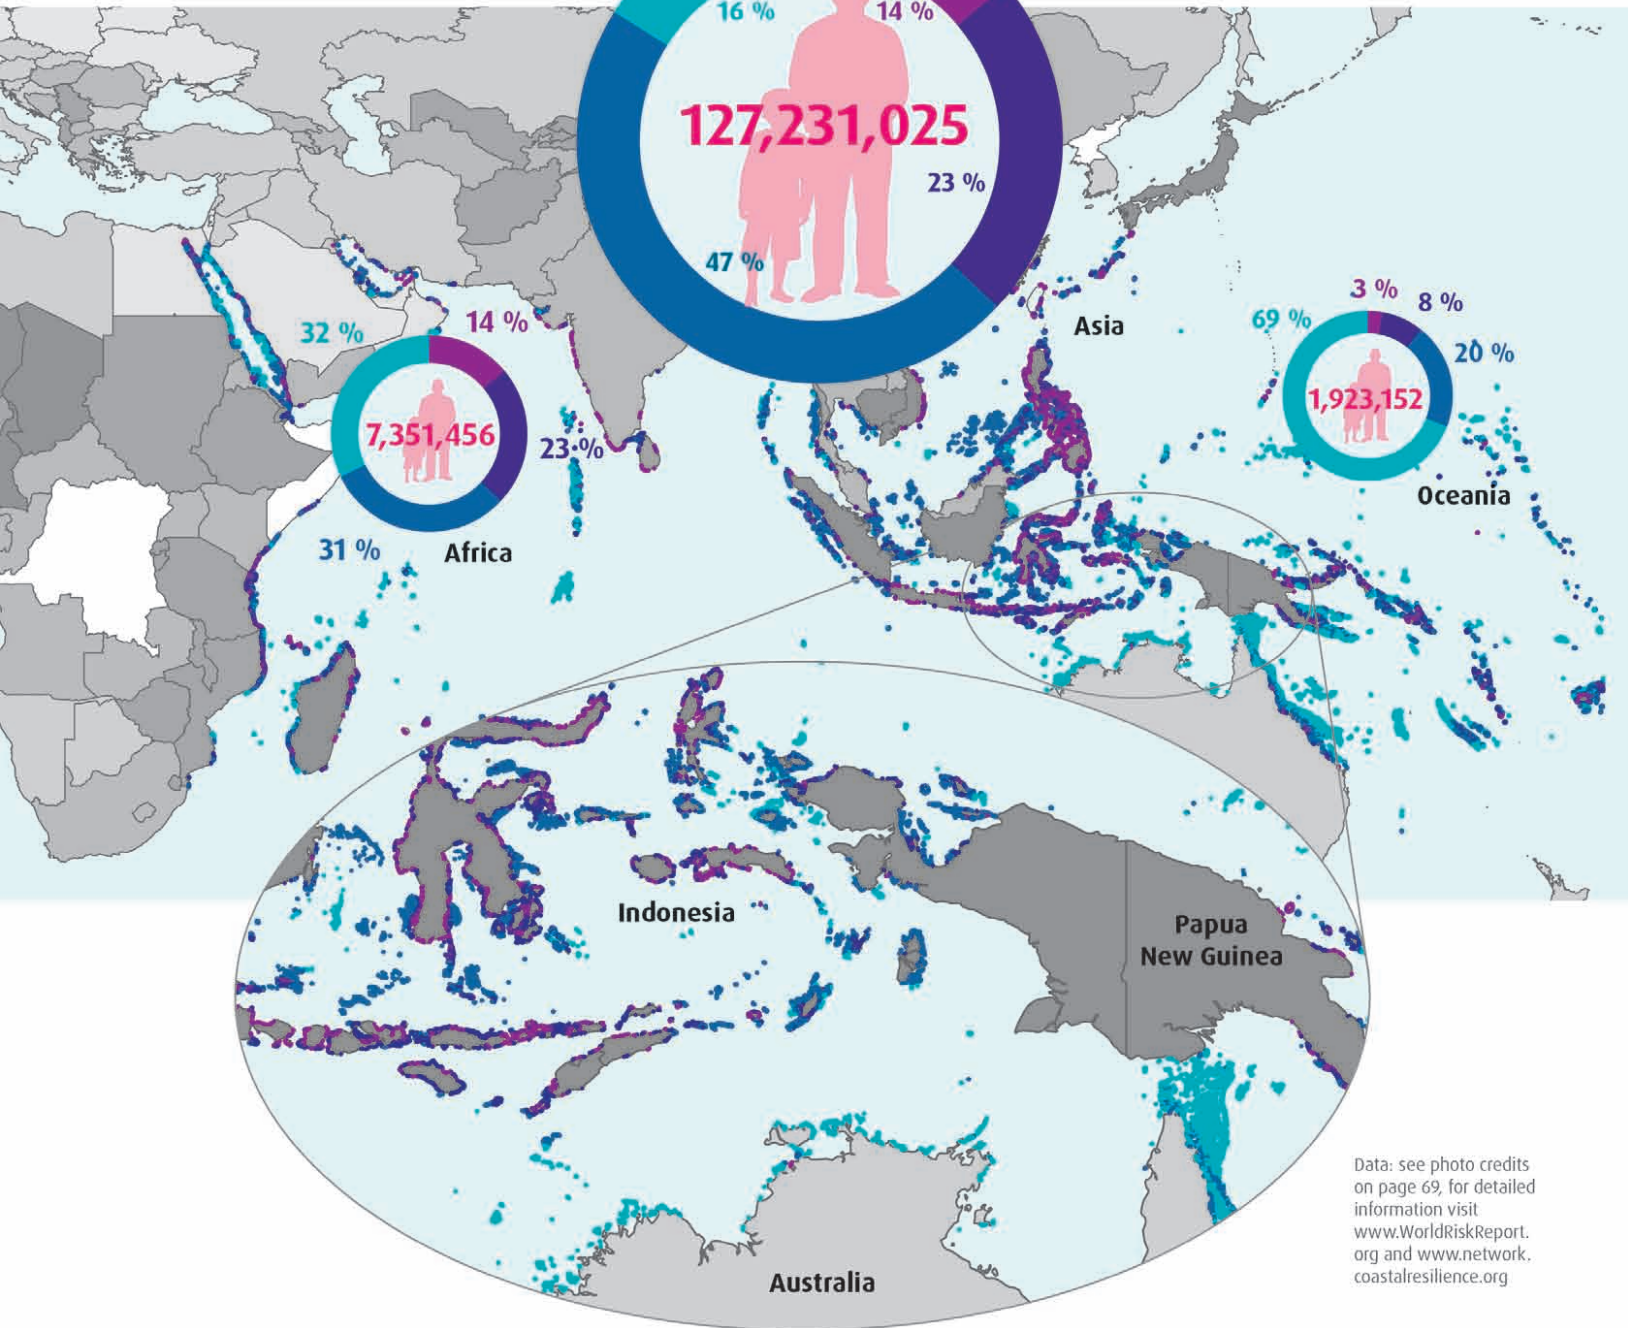 16 %
14 %
127,231,025
23 %
47 %
Asia
3 %
8 %
69 %
20 %
1,923,152
Oceania
32 %
14 %
7,351,456
23 %
31 %
Africa
Indonesia
Papua
New Guinea
Australia
Data: see photo credits
on page 69, for detailed
information visit
www.WorldRiskReport.
org and www.network.
coastalresilience.org